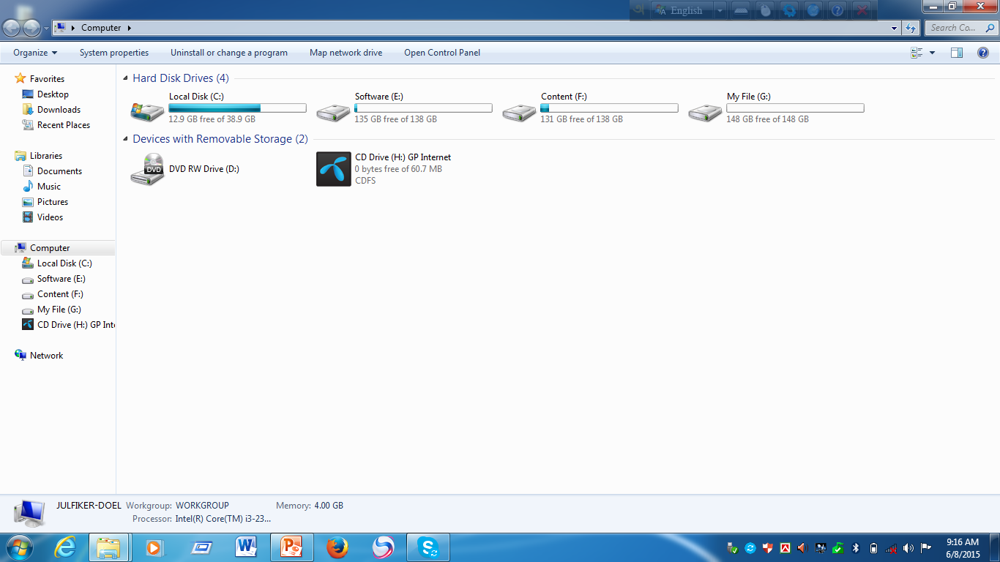 English
Computer
Search Co...
Organize
System properties
Uninstall or change a program
Map network drive
Open Control Panel
Favorites
Desktop
Downloads
Recent Places
Libraries
Documents
Music
Pictures
Videos
Computer
Local Disk (C:)
Software (E:)
Content (F:)
My File (G:)
CD Drive (H:) GP Inte
Network
Hard Disk Drives (4)
Local Disk (C:)
12.9 GB free of 38.9 GB
Software (E:)
135 GB free of 138 GB
Content (F:)
131 GB free of 138 GB
My File (G:)
148 GB free of 148 GB
Devices with Removable Storage (2)
DVD
DVD RW Drive (D:)
CD Drive (H:) GP Internet
0 bytes free of 60.7 MB
CDFS
JULFIKER-DOEL Workgroup: WORKGROUP Memory: 4.00 GB
Processor: Intel(R) Core(TM) i3-23...
9:16 AM
6/8/2015